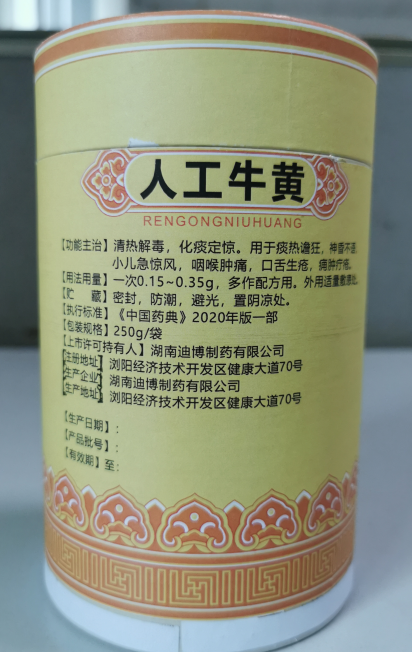 人工牛黄
RENGONGNIUHUANG
【功能主治】清热解毒，化痰定惊。用于痰热谵狂，神昏不语，
小儿急惊风，咽喉肿痛，口舌生疮，痈肿疔疮。
【用法用量】一次0.15~0.35g，多作配方用。外用适量敷患处。
【贮 藏】密封，防潮，避光，置阴凉处。
【执行标准】《中国药典》2020年版一部
【包装规格】250g/袋
【上市许可持有人】湖南迪博制药有限公司
【注册地址】浏阳经济技术开发区健康大道70号
【生产企业】湖南迪博制药有限公司
【生产地址】浏阳经济技术开发区健康大道70号
【生产日期】:
【产品批号】:
【有效期】至: